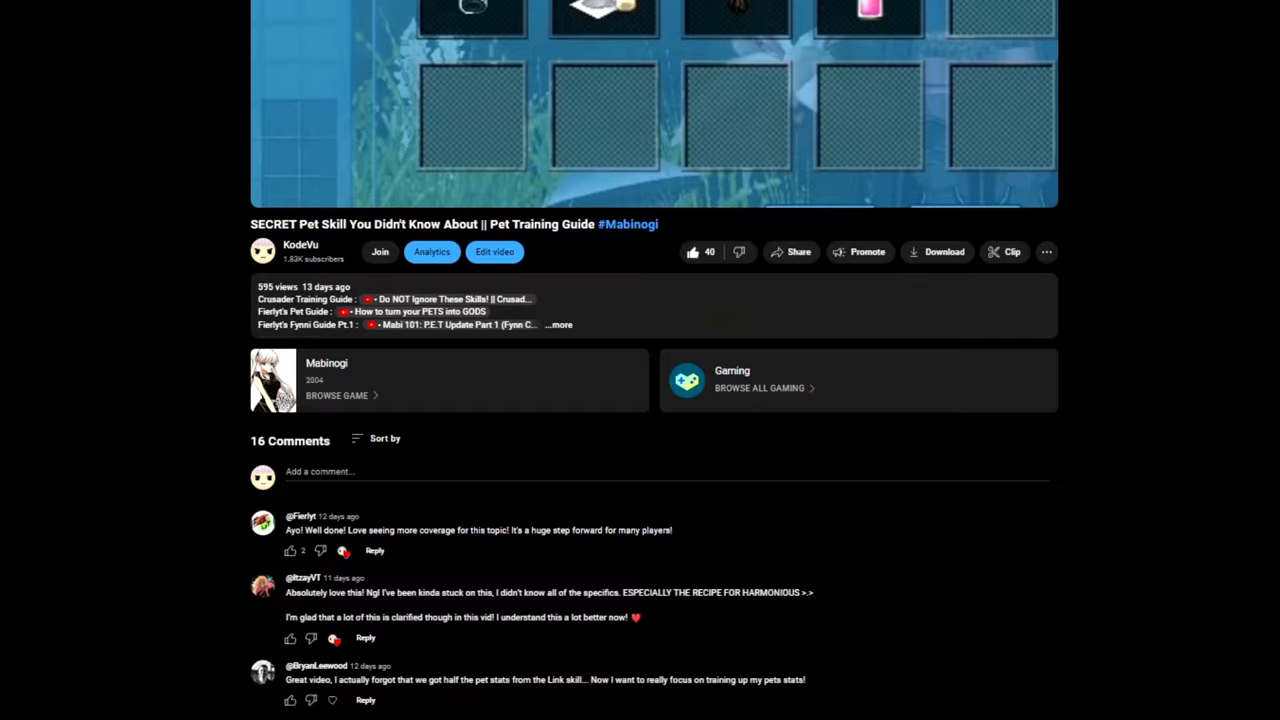 SECRET Pet Skill You Didn't Know About || Pet Training Guide #Mabinogi
KodeVu
1.83K subscribers
Join
Analytics
Edit video
40
Share
Promote
Download
Clip
595 views 13 days ago
Crusader Training Guide : • Do NOT Ignore These Skills! || Crusad...
Fierlyt's Pet Guide : • How to turn your PETS into GODS
Fierlyt's Fynni Guide Pt.1 : • Mabi 101: P.E.T Update Part 1 (Fynn C... ...more
Mabinogi
2004
BROWSE GAME
Gaming
BROWSE ALL GAMING
16 Comments
Sort by
Add a comment...
@Fierlyt 12 days ago
Ayo! Well done! Love seeing more coverage for this topic! It's a huge step forward for many players!
2
Reply
@ItzayVT 11 days ago
Absolutely love this! Ngl I've been kinda stuck on this, I didn't know all of the specifics. ESPECIALLY THE RECIPE FOR HARMONIOUS >.>
I'm glad that a lot of this is clarified though in this vid! I understand this a lot better now! ❤️
Reply
@BryanLeewood 12 days ago
Great video, I actually forgot that we got half the pet stats from the Link skill... Now I want to really focus on training up my pets stats!
Reply